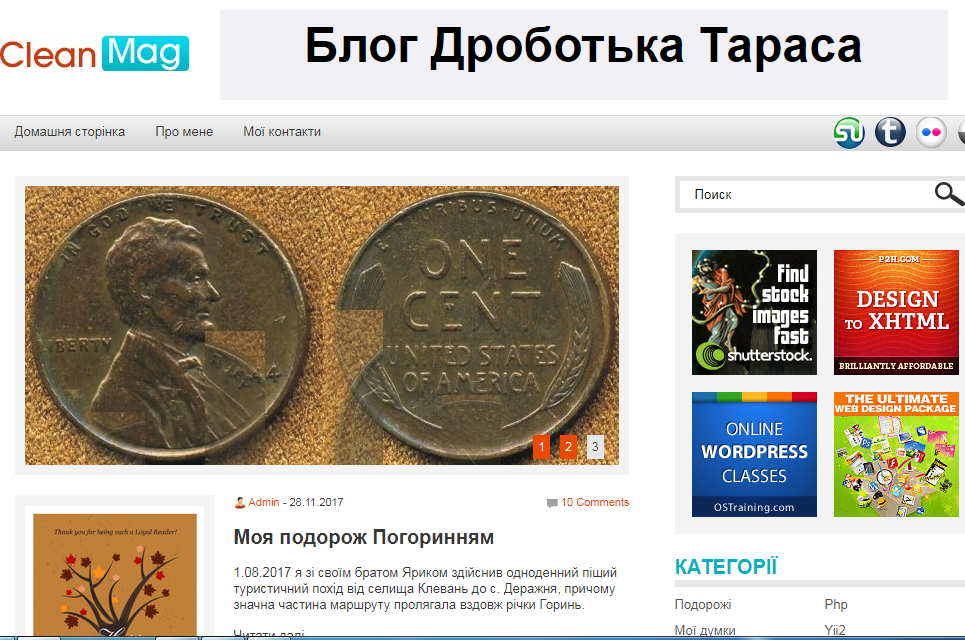 CleanMag
Блог Дроботька Тараса
Домашня сторінка
Про мене
Мої контакти
IN GOD WE TRUST
LIBERTY
E·PLURIBUS·UNUM
ONE
CENT
UNITED STATES
OF AMERICA
1 2 3
Поиск
Find
stock
images
fast
shutterstock.
P2H.COM
DESIGN
TO XHTML
BRILLIANTLY AFFORDABLE
ONLINE
WORDPRESS
CLASSES
OSTraining.com
THE ULTIMATE
WEB DESIGN PACKAGE
Thank you for being such a Loyal Reader!
Admin - 28.11.2017
10 Comments
Моя подорож Погоринням
1.08.2017 я зі своїм братом Яриком здійснив одноденний піший
туристичний похід від селища Клевань до с. Деражня, причому
значна частина маршруту пролягала вздовж річки Горинь.
Читати далі
КАТЕГОРІЇ
Подорожі
Php
Мої думки
Yii2